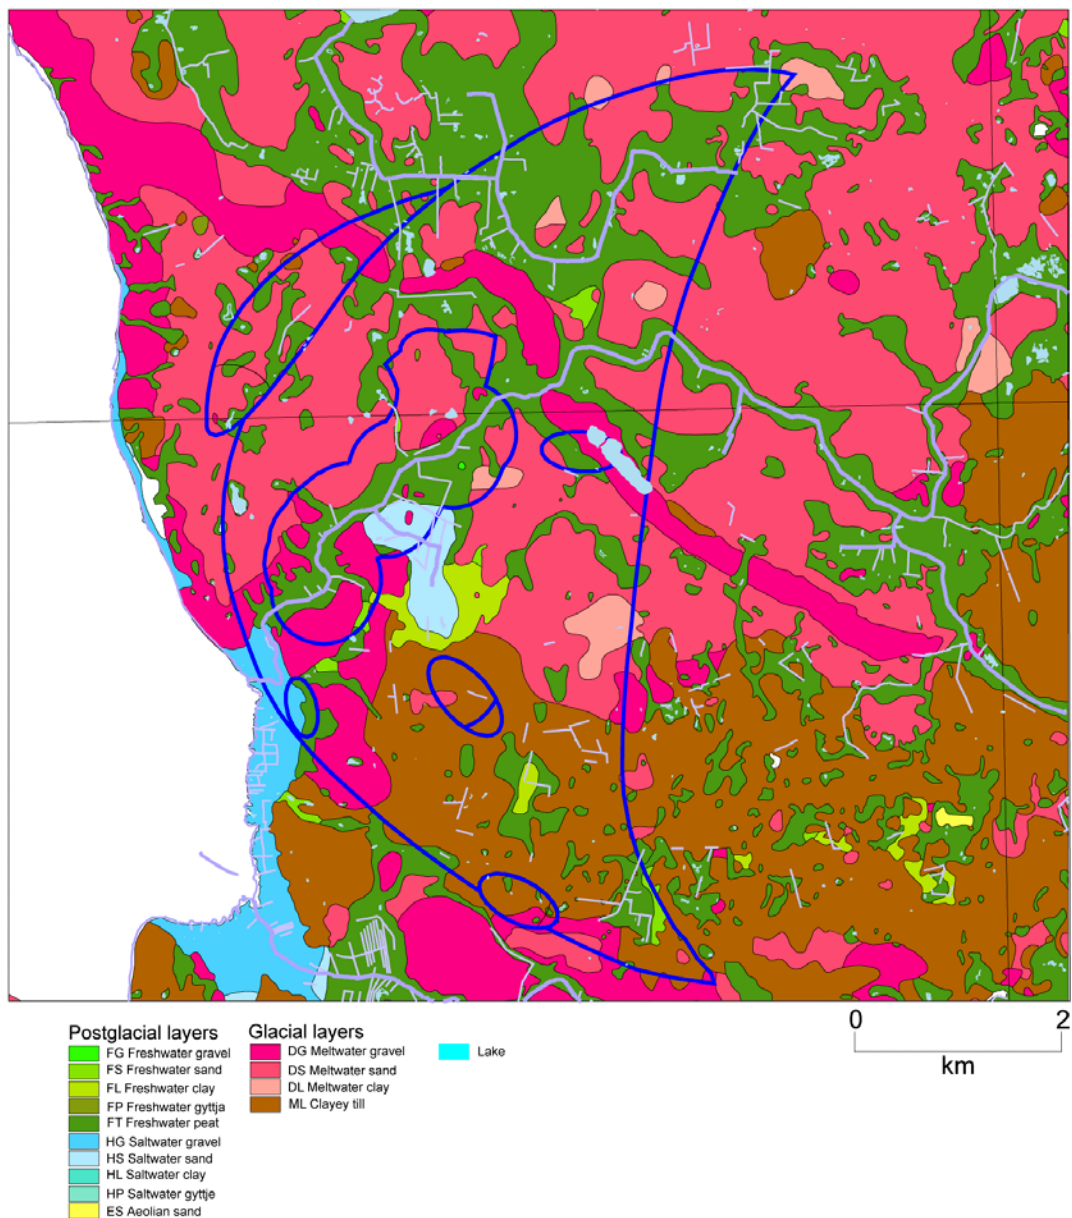 Postglacial layers
FG Freshwater gravel
FS Freshwater sand
FL Freshwater clay
FP Freshwater gyttja
FT Freshwater peat
HG Saltwater gravel
HS Saltwater sand
HL Saltwater clay
HP Saltwater gyttje
ES Aeolian sand
Glacial layers
DG Meltwater gravel
DS Meltwater sand
DL Meltwater clay
ML Clayey till
Lake
0 2
km